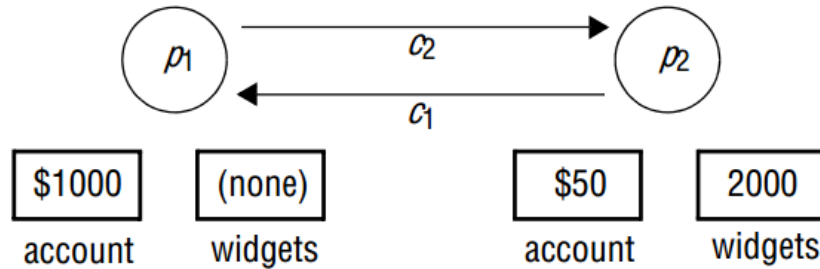 p1 c2 p2
c1
$1000 (none) $50 2000
account widgets account widgets